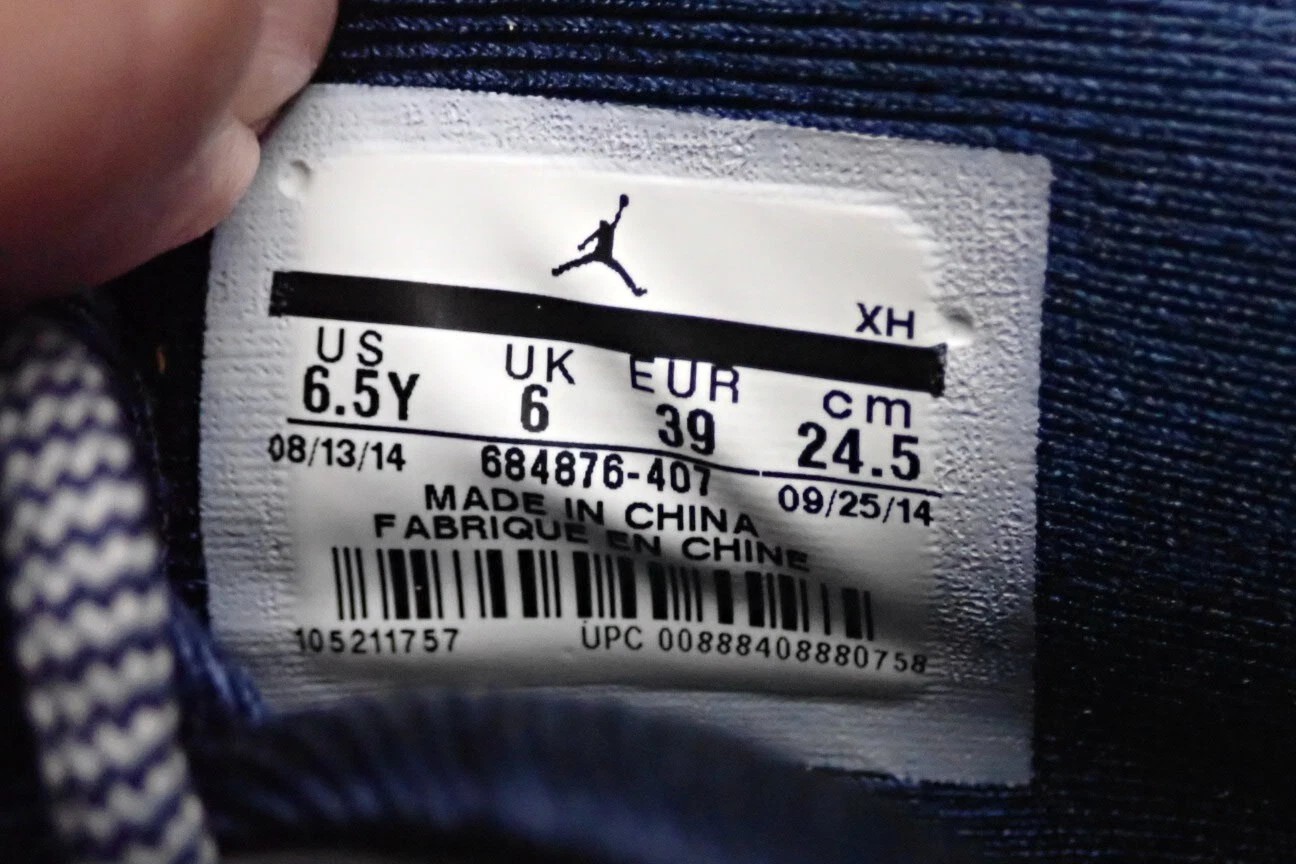 XH
US UK EUR cm
6.5Y 6 39 24.5
08/13/14 684876-407 09/25/14
MADE IN CHINA
FABRIQUE EN CHINE
105211757 UPC 00888408880758